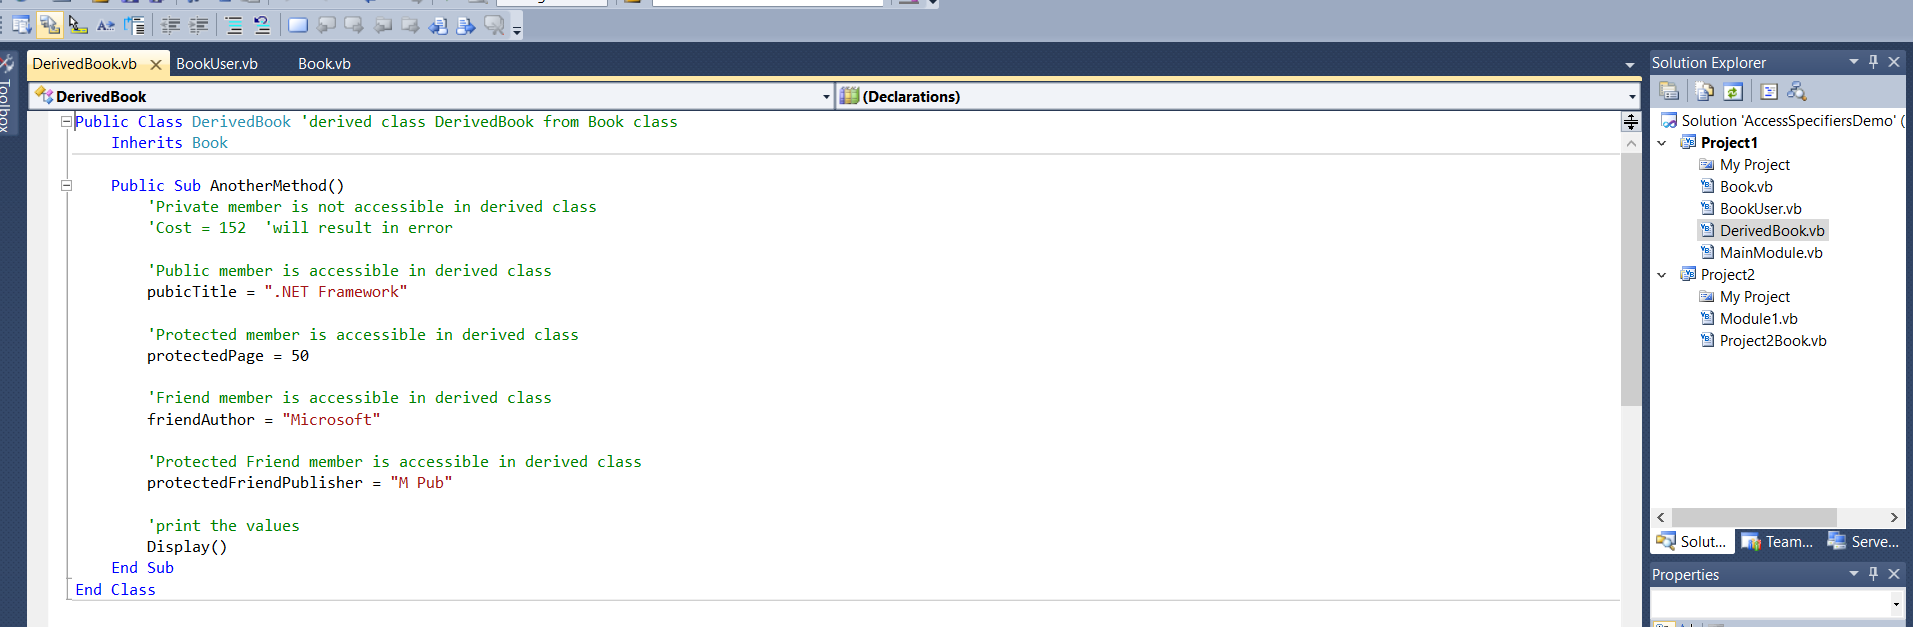 DerivedBook.vb
BookUser.vb
Book.vb
Toolbox
DerivedBook
(Declarations)
Public Class DerivedBook 'derived class DerivedBook from Book class
Inherits Book
Public Sub AnotherMethod()
'Private member is not accessible in derived class
'Cost = 152  'will result in error
'Public member is accessible in derived class
pubicTitle = ".NET Framework"
'Protected member is accessible in derived class
protectedPage = 50
'Friend member is accessible in derived class
friendAuthor = "Microsoft"
'Protected Friend member is accessible in derived class
protectedFriendPublisher = "M Pub"
'print the values
Display()
End Sub
End Class
Solution Explorer
Solution 'AccessSpecifiersDemo' (
Project1
My Project
Book.vb
BookUser.vb
DerivedBook.vb
MainModule.vb
Project2
My Project
Module1.vb
Project2Book.vb
Solut...
Team...
Serve...
Properties